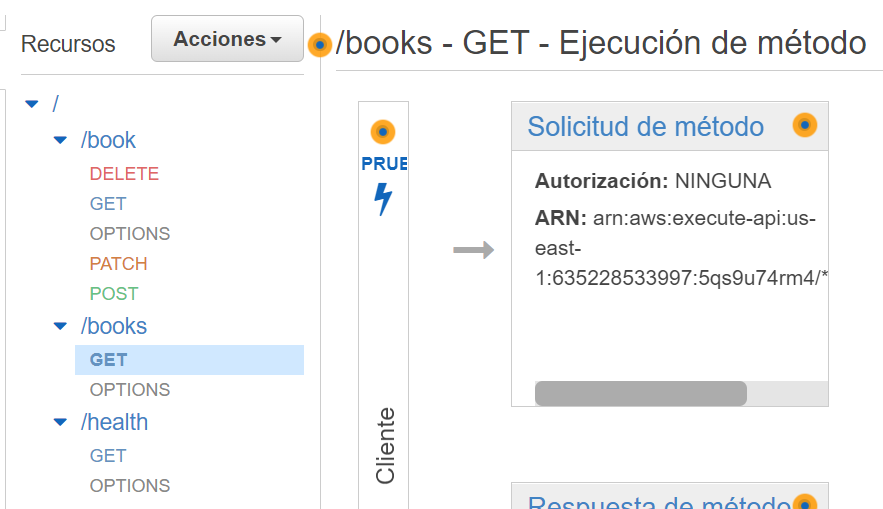 Recursos
Acciones
/
/book
DELETE
GET
OPTIONS
PATCH
POST
/books
GET
OPTIONS
/health
GET
OPTIONS
/books - GET - Ejecución de método
PRUE
Cliente
Solicitud de método
Autorización: NINGUNA
ARN: arn:aws:execute-api:us-
east-
1:635228533997:5qs9u74rm4/*
Respuesta de método